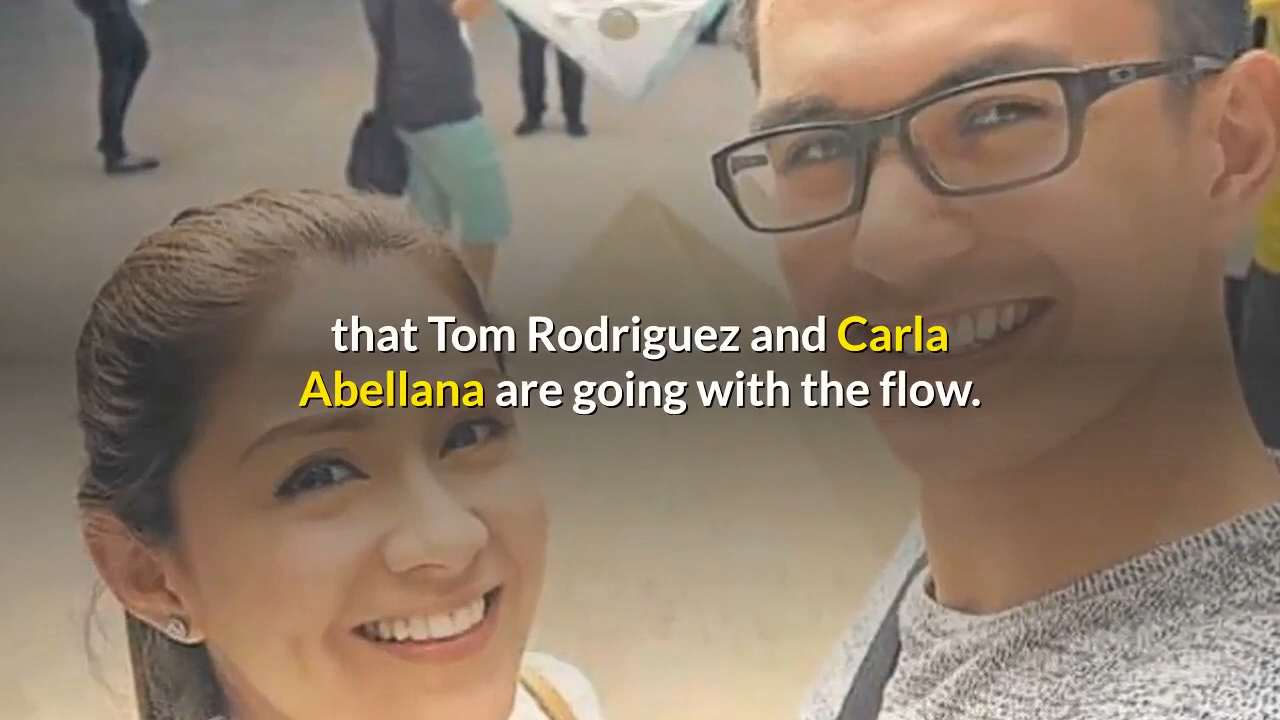 that Tom Rodriguez and Carla
Abellana are going with the flow.